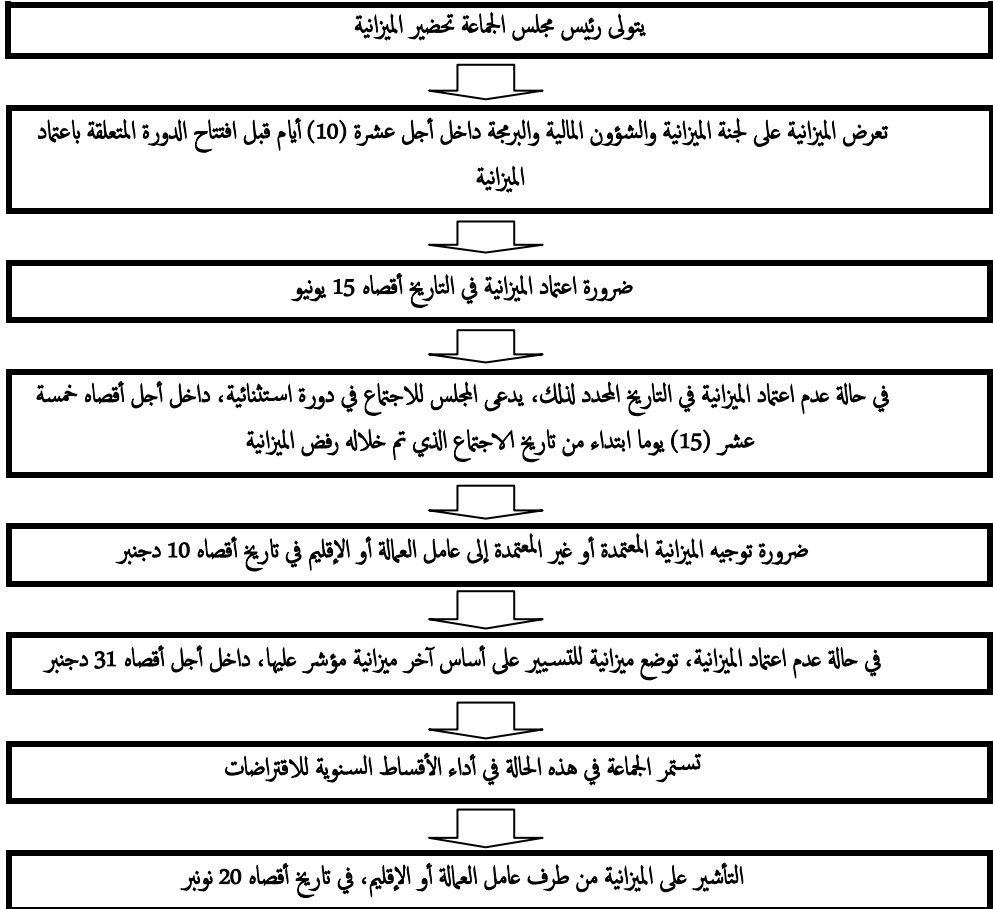 يتولى رئيس مجلس الجماعة تحضير الميزانية
تعرض الميزانية على لجنة الميزانية والشؤون المالية والبرمجة داخل أجل عشرة (10) أيام قبل افتتاح الدورة المتعلقة باعتماد
الميزانية
ضرورة اعتماد الميزانية في التاريخ أقصاه 15 يونيو
في حالة عدم اعتماد الميزانية في التاريخ المحدد لذلك، يدعى المجلس للاجتماع في دورة استثنائية، داخل أجل أقصاه خمسة
عشر (15) يوما ابتداء من تاريخ الاجتماع الذي تم خلاله رفض الميزانية
ضرورة توجيه الميزانية المعتمدة أو غير المعتمدة إلى عامل العمالة أو الإقليم في تاريخ أقصاه 10 دجنبر
في حالة عدم اعتماد الميزانية، توضع ميزانية للتسيير على أساس آخر ميزانية مؤشر عليها، داخل أجل أقصاه 31 دجنبر
تستمر الجماعة في هذه الحالة في أداء الأقساط السنوية للاقتراضات
التأشير على الميزانية من طرف عامل العمالة أو الإقليم، في تاريخ أقصاه 20 نونبر